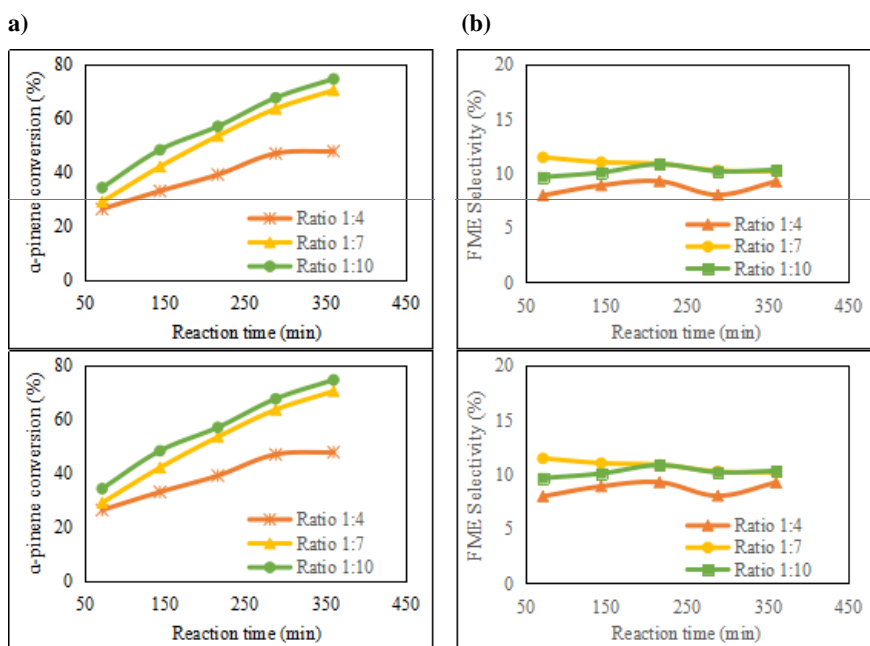 a)
(b)
α-pinene conversion (%)
80
60
40
20
0
Ratio 1:4
Ratio 1:7
Ratio 1:10
50 150 250 350 450
Reaction time (min)
FME Selectivity (%)
20
15
10
5
0
Ratio 1:4
Ratio 1:7
Ratio 1:10
50 150 250 350 450
Reaction time (min)
α-pinene conversion (%)
80
60
40
20
0
Ratio 1:4
Ratio 1:7
Ratio 1:10
50 150 250 350 450
Reaction time (min)
FME Selectivity (%)
20
15
10
5
0
Ratio 1:4
Ratio 1:7
Ratio 1:10
50 150 250 350 450
Reaction time (min)